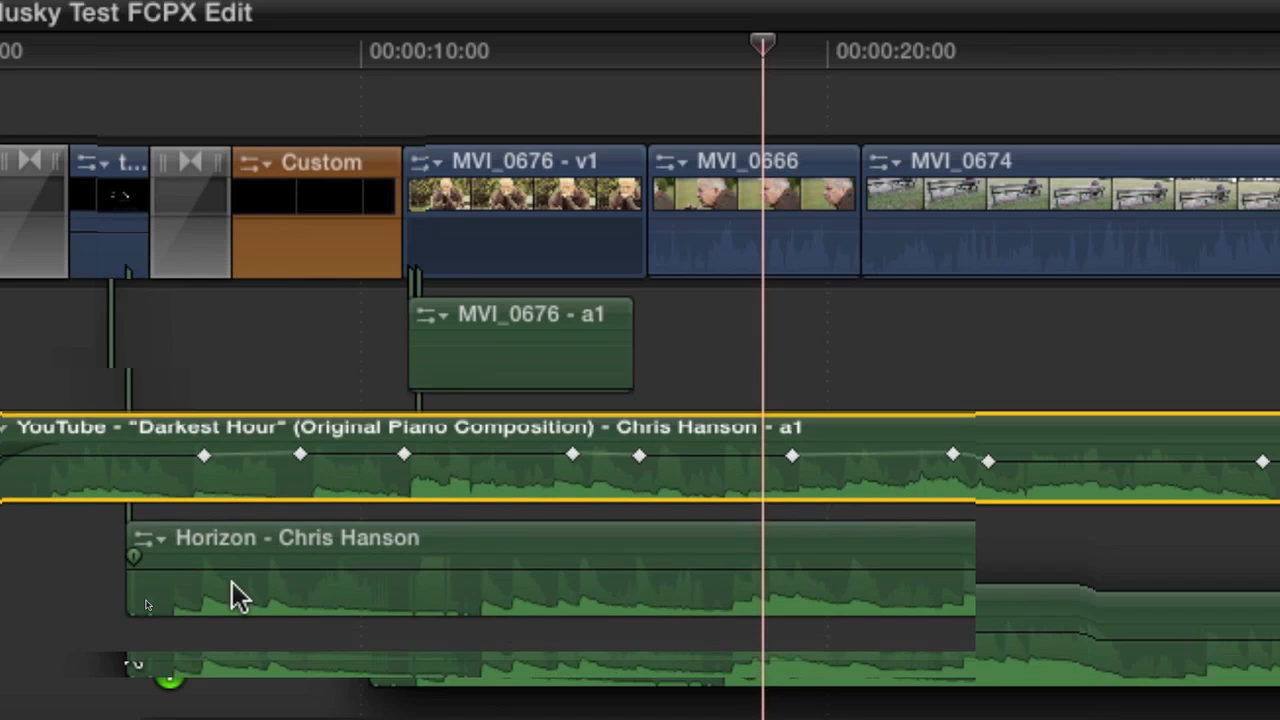 usky Test FCPX Edit
00
00:00:10:00
00:00:20:00
t...
Custom
MVI_0676 - v1
MVI_0666
MVI_0674
MVI_0676 - a1
YouTube - "Darkest Hour" (Original Piano Composition) - Chris Hanson - a1
Horizon - Chris Hanson